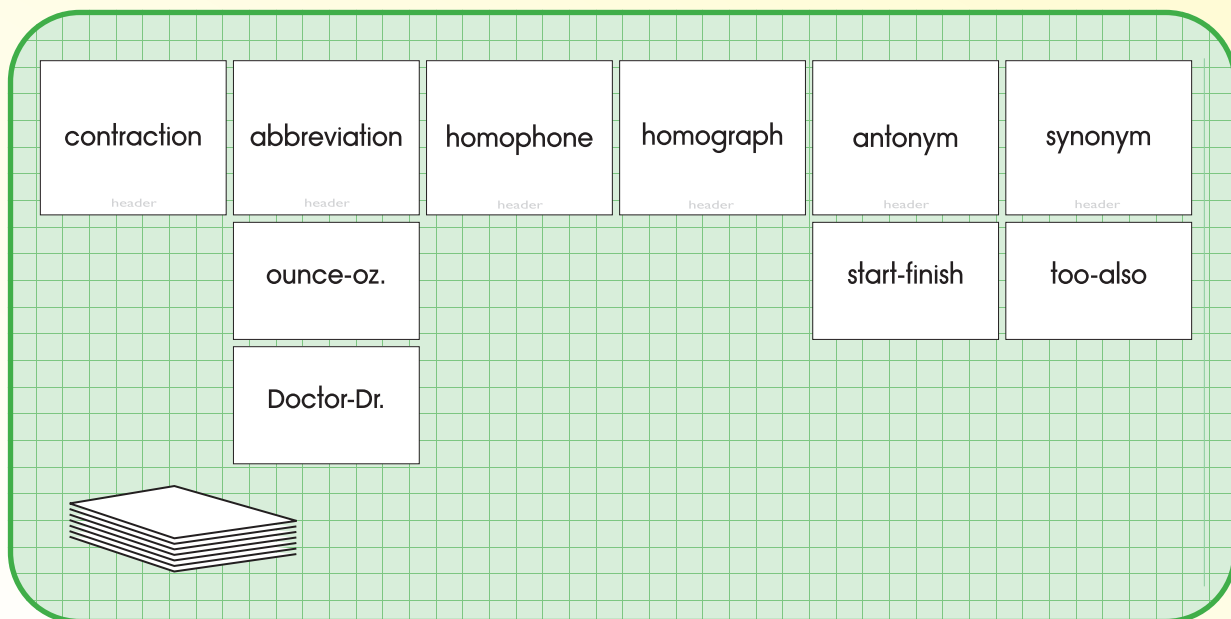 contraction
header
abbreviation
header
homophone
header
homograph
header
antonym
header
synonym
header
ounce-oz.
start-finish
too-also
Doctor-Dr.